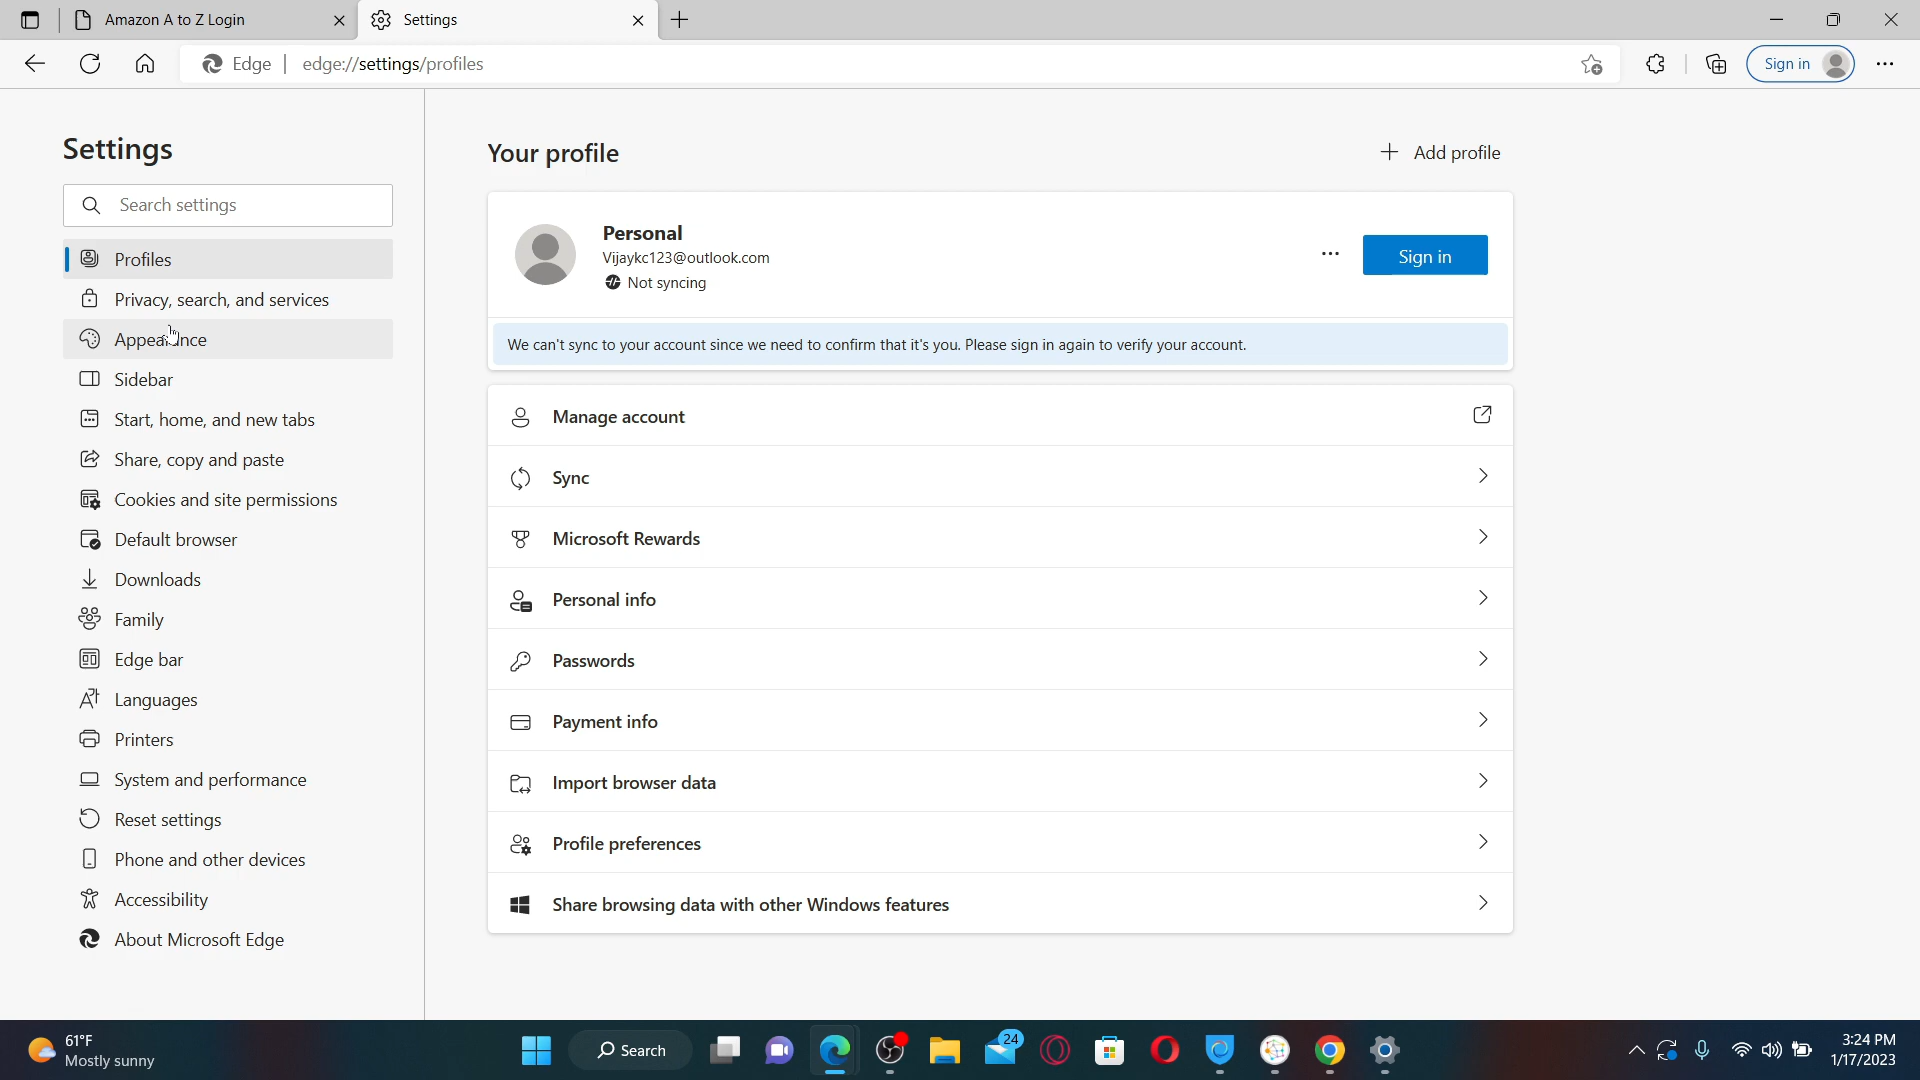 Amazon A to Z Login
Settings
Edge
edge://settings/profiles
Sign in
Settings
Search settings
Profiles
Privacy, search, and services
Appearance
Sidebar
Start, home, and new tabs
Share, copy and paste
Cookies and site permissions
Default browser
Downloads
Family
Edge bar
Languages
Printers
System and performance
Reset settings
Phone and other devices
Accessibility
About Microsoft Edge
Your profile
Add profile
Personal
Vijaykc123@outlook.com
Not syncing
Sign in
We can't sync to your account since we need to confirm that it's you. Please sign in again to verify your account.
Manage account
Sync
Microsoft Rewards
Personal info
Passwords
Payment info
Import browser data
Profile preferences
Share browsing data with other Windows features
61°F
Mostly sunny
Search
24
3:24 PM
1/17/2023